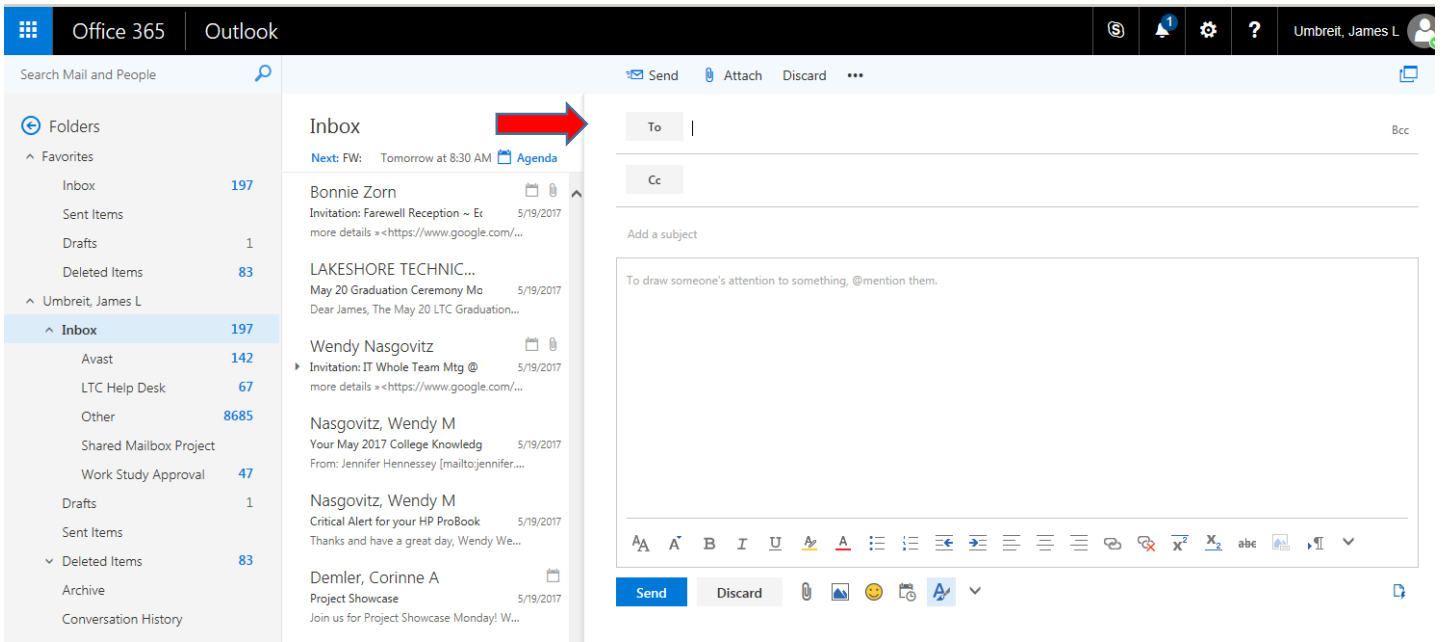 Office 365 Outlook
1
?
Umbreit, James L
Search Mail and People
Send Attach Discard •••
Folders
Favorites
Inbox 197
Sent Items
Drafts 1
Deleted Items 83
Umbreit, James L
Inbox 197
Avast 142
LTC Help Desk 67
Other 8685
Shared Mailbox Project
Work Study Approval 47
Drafts 1
Sent Items
Deleted Items 83
Archive
Conversation History
Inbox
Next: FW: Tomorrow at 8:30 AM Agenda
Bonnie Zorn
Invitation: Farewell Reception ~ Ec 5/19/2017
more details »<https://www.google.com/...
LAKESHORE TECHNIC...
May 20 Graduation Ceremony Mo 5/19/2017
Dear James, The May 20 LTC Graduation...
Wendy Nasgovitz
Invitation: IT Whole Team Mtg @ 5/19/2017
more details »<https://www.google.com/...
Nasgovitz, Wendy M
Your May 2017 College Knowledg 5/19/2017
From: Jennifer Hennessey [mailto:jennifer....
Nasgovitz, Wendy M
Critical Alert for your HP ProBook 5/19/2017
Thanks and have a great day, Wendy We...
Demler, Corinne A
Project Showcase 5/19/2017
Join us for Project Showcase Monday! W...
To
Bcc
Cc
Add a subject
To draw someone's attention to something, @mention them.
AA A B I U A x² x₂ abc ¶
Send Discard